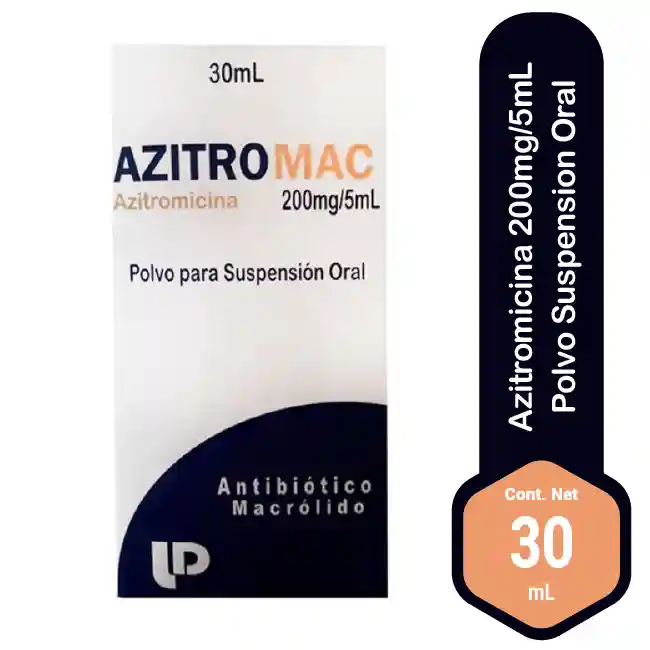 30mL
AZITROMAC
Azitromicina 200mg/5mL
Polvo para Suspensión Oral
Antibiótico
Macrólido
LP
Azitromicina 200mg/5mL
Polvo Suspension Oral
Cont. Net
30
mL